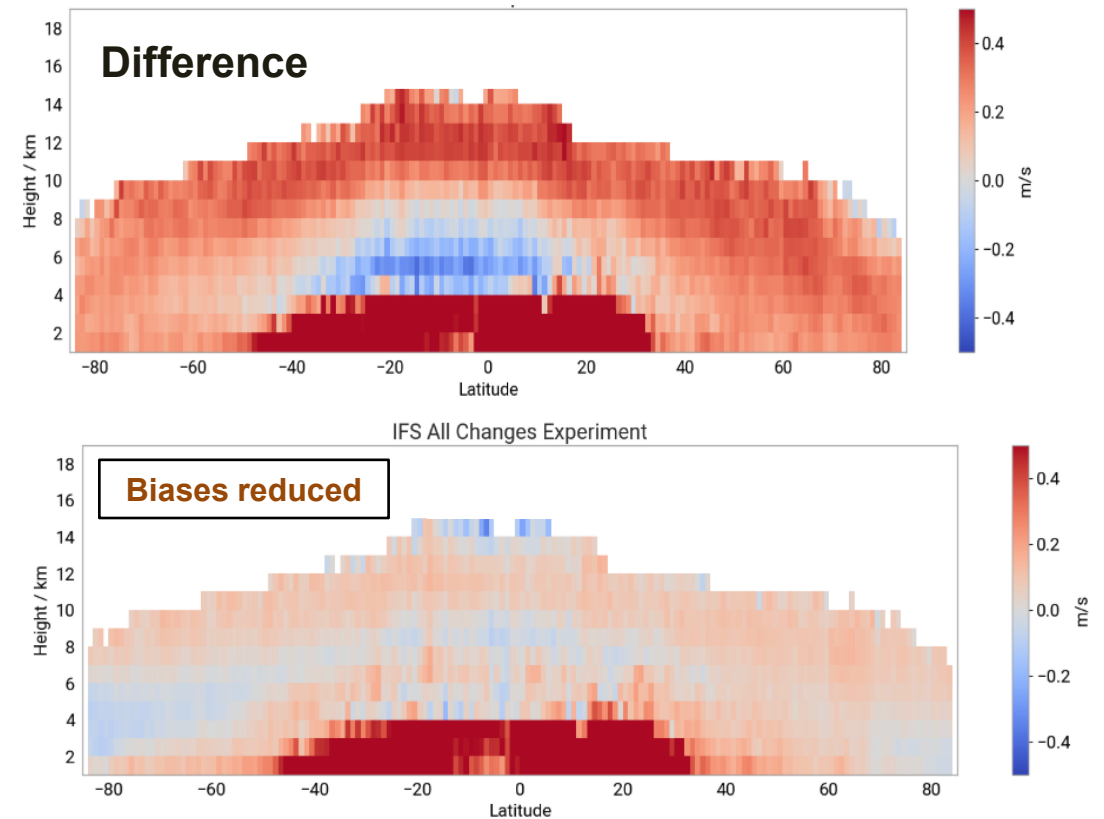 Difference
18
16
14
12
10
8
6
4
2
Height / km
−80 −60 −40 −20 0 20 40 60 80
Latitude
0.4
0.2
0.0
−0.2
−0.4
m/s
IFS All Changes Experiment
Biases reduced
18
16
14
12
10
8
6
4
2
Height / km
−80 −60 −40 −20 0 20 40 60 80
Latitude
0.4
0.2
0.0
−0.2
−0.4
m/s